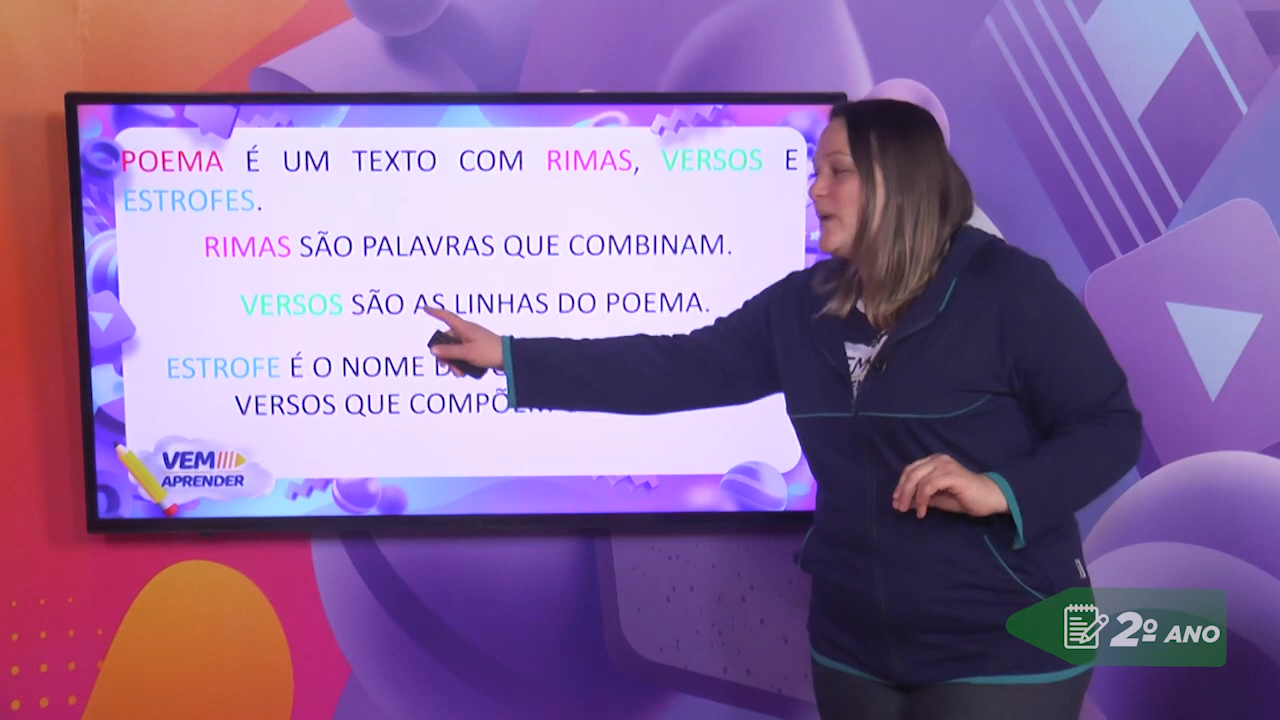 POEMA É UM TEXTO COM RIMAS, VERSOS E
ESTROFES.
RIMAS SÃO PALAVRAS QUE COMBINAM.
VERSOS SÃO AS LINHAS DO POEMA.
ESTROFE É O NOME
VERSOS QUE COMPÕEM
VEM
APRENDER
2º ANO